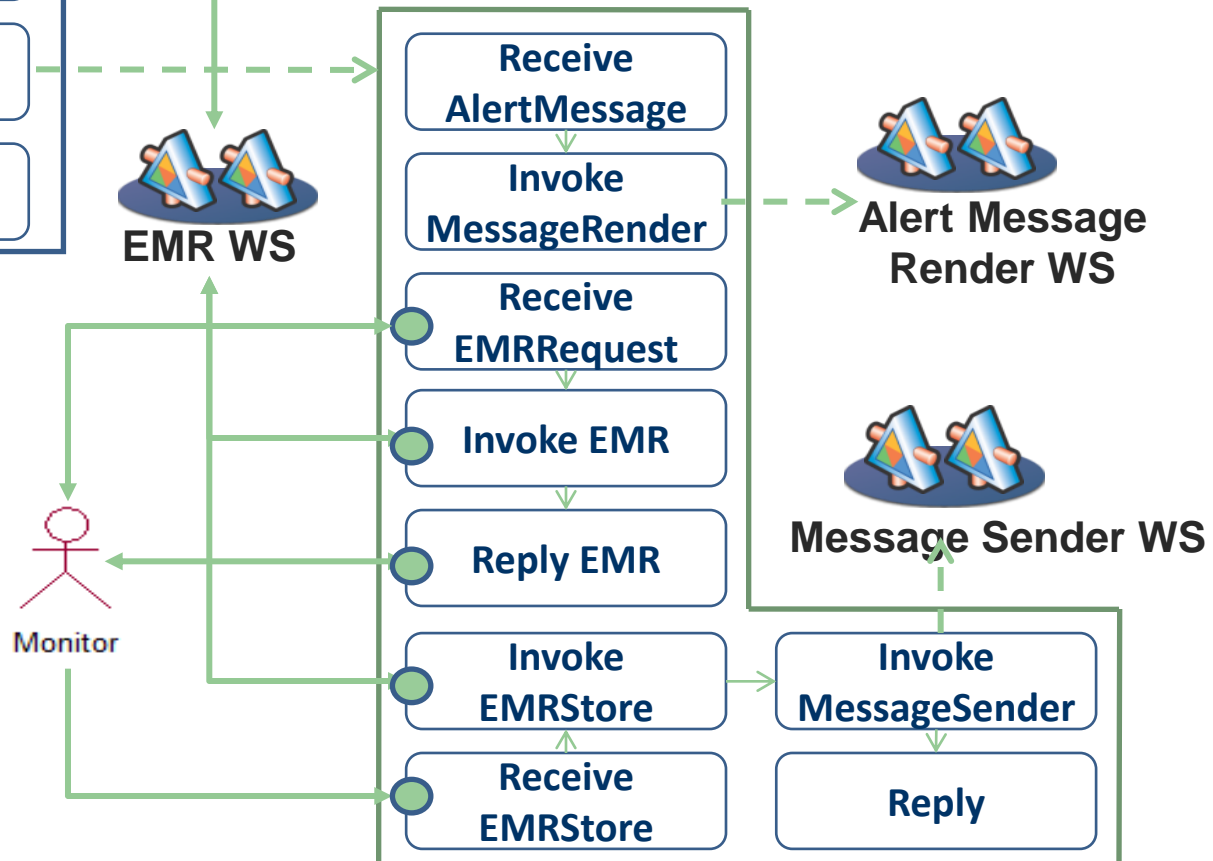 Receive
AlertMessage
Invoke
MessageRender
Alert Message
Render WS
EMR WS
Receive
EMRRequest
Invoke EMR
Message Sender WS
Reply EMR
Monitor
Invoke
EMRStore
Invoke
MessageSender
Receive
EMRStore
Reply